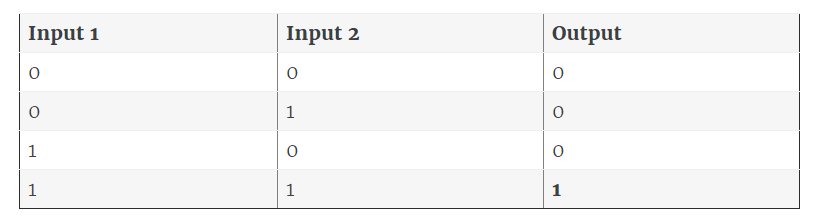 Input 1 Input 2 Output
0 0 0
0 1 0
1 0 0
1 1 1